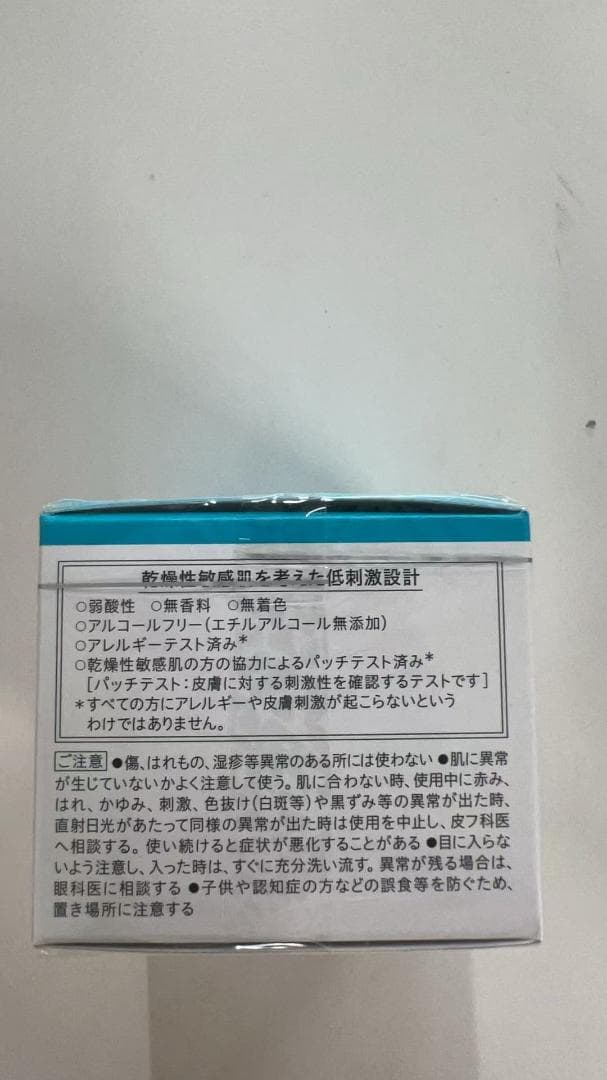 乾燥性敏感肌を考えた低刺激設計
○弱酸性 ○無香料 ○無着色
○アルコールフリー(エチルアルコール無添加)
○アレルギーテスト済み*
○乾燥性敏感肌の方の協力によるパッチテスト済み*
[パッチテスト:皮膚に対する刺激性を確認するテストです]
*すべての方にアレルギーや皮膚刺激が起こらないという
わけではありません。
ご注意 ●傷、はれもの、湿疹等異常のある所には使わない ●肌に異常
が生じていないかよく注意して使う。肌に合わない時、使用中に赤み、
はれ、かゆみ、刺激、色抜け(白斑等)や黒ずみ等の異常が出た時、
直射日光があたって同様の異常が出た時は使用を中止し、皮フ科医
へ相談する。使い続けると症状が悪化することがある ●目に入らな
いよう注意し、入った時は、すぐに充分洗い流す。異常が残る場合は、
眼科医に相談する ●子供や認知症の方などの誤食等を防ぐため、
置き場所に注意する